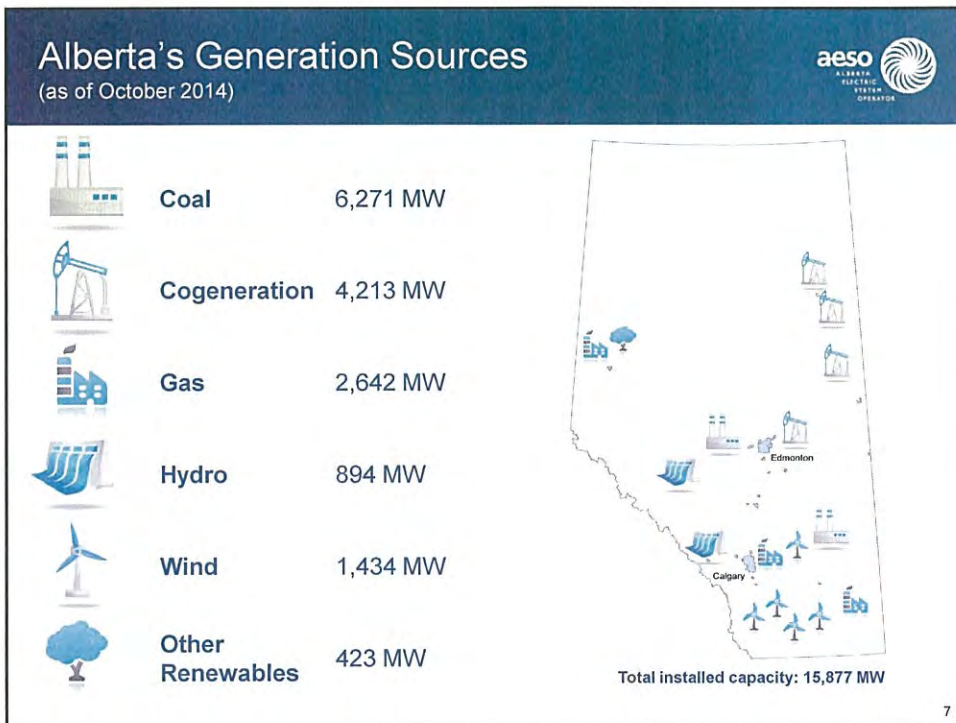 Alberta's Generation Sources
(as of October 2014)
aeso
ALBERTA
ELECTRIC
SYSTEM
OPERATOR
Coal 6,271 MW
Cogeneration 4,213 MW
Gas 2,642 MW
Hydro 894 MW
Wind 1,434 MW
Other
Renewables 423 MW
Edmonton
Calgary
Total installed capacity: 15,877 MW
7